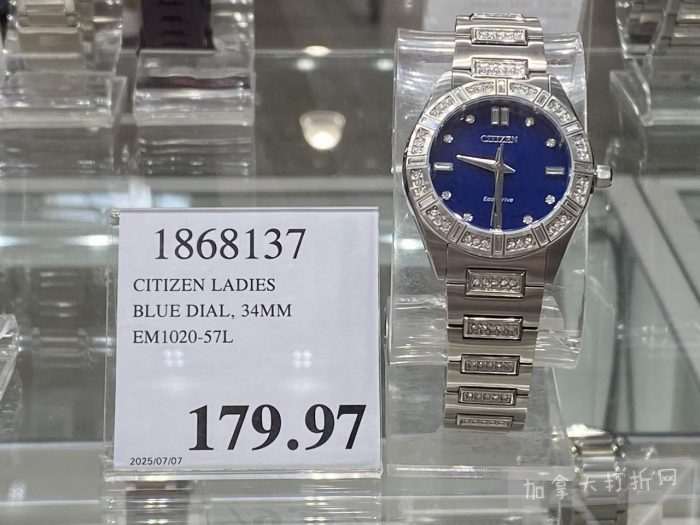 CITIZEN
Eco-Drive
1868137
CITIZEN LADIES
BLUE DIAL, 34MM
EM1020-57L
179.97
2025/07/07
加拿大打折网